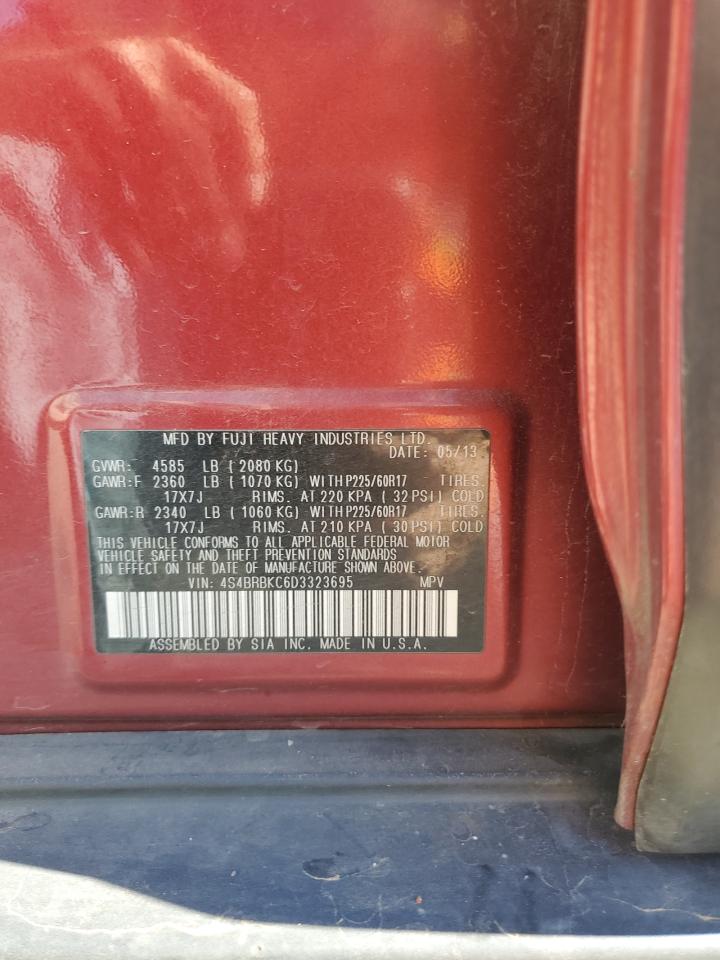 MFD BY FUJI HEAVY INDUSTRIES LTD.
DATE: 05/13
GVWR: 4585 LB ( 2080 KG)
GAWR:F 2360 LB ( 1070 KG) WITH P225/60R17 TIRES.
17X7J RIMS. AT 220 KPA ( 32 PSI) COLD
GAWR:R 2340 LB ( 1060 KG) WITH P225/60R17 TIRES.
17X7J RIMS. AT 210 KPA ( 30 PSI) COLD
THIS VEHICLE CONFORMS TO ALL APPLICABLE FEDERAL MOTOR
VEHICLE SAFETY AND THEFT PREVENTION STANDARDS
IN EFFECT ON THE DATE OF MANUFACTURE SHOWN ABOVE.
VIN: 4S4BRBKC6D3323695 MPV
ASSEMBLED BY SIA INC. MADE IN U.S.A.